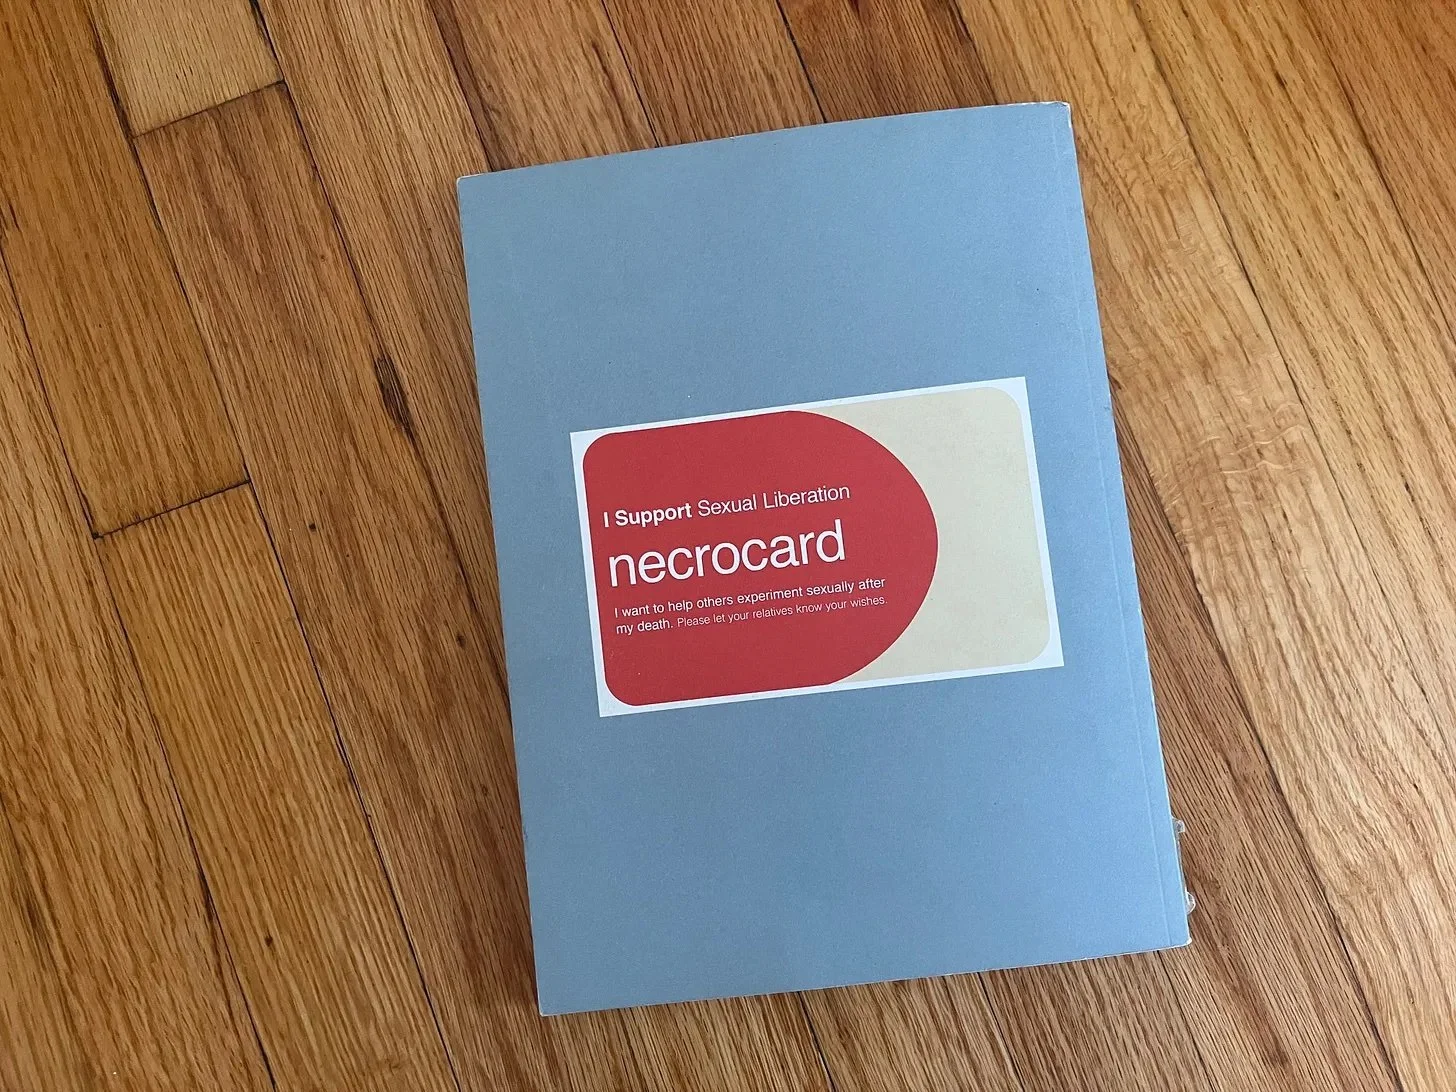 I Support Sexual Liberation
necrocard
I want to help others experiment sexually after
my death. Please let your relatives know your wishes.